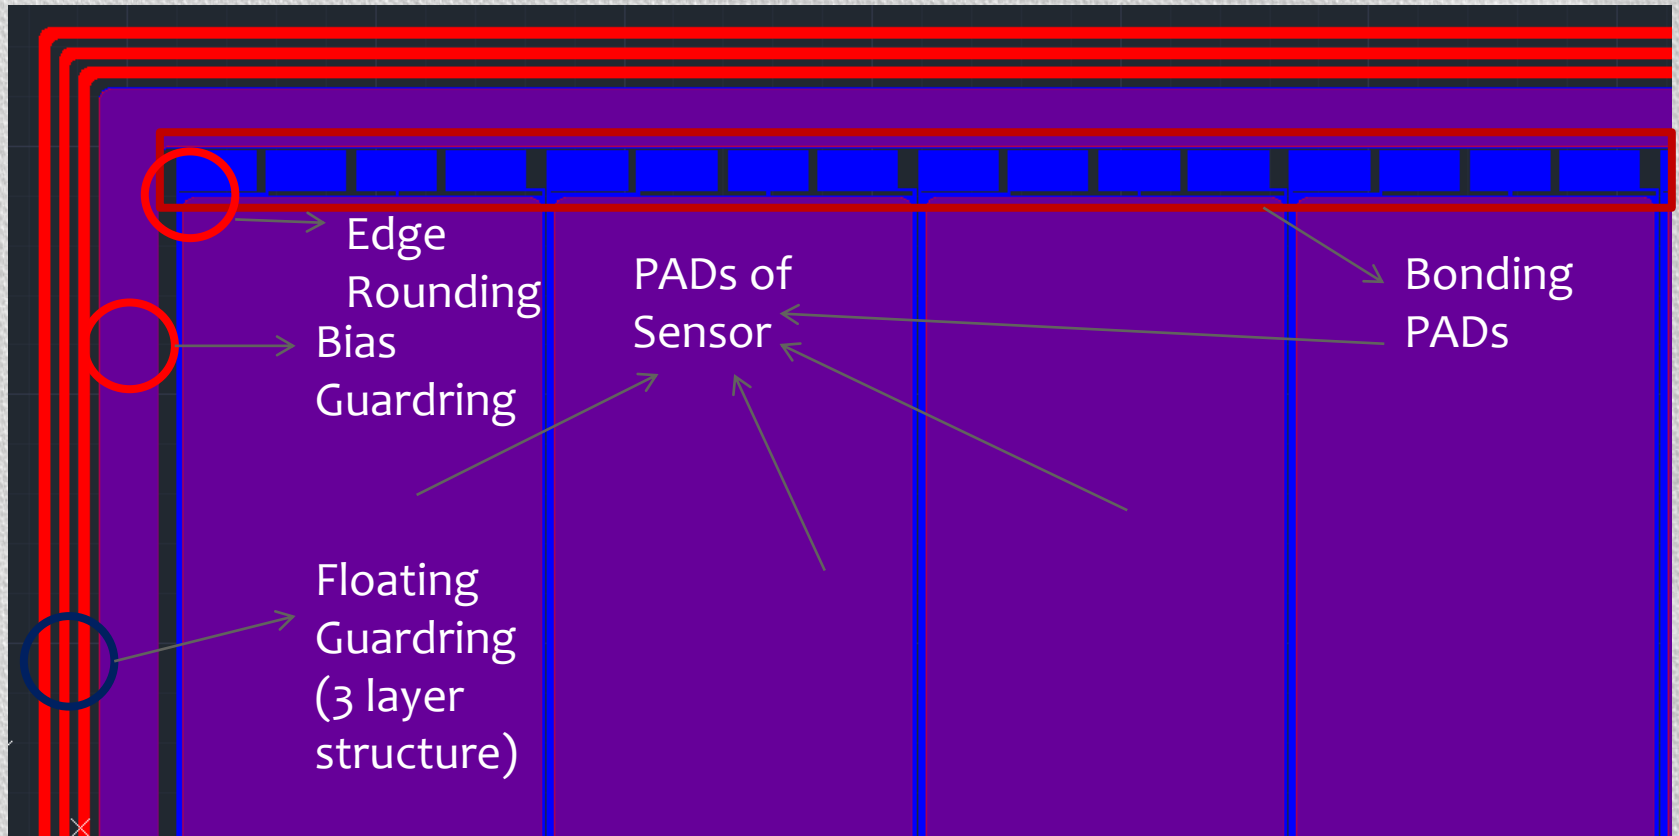 Edge
Rounding
Bias
Guardring
PADs of
Sensor
Bonding
PADs
Floating
Guardring
(3 layer
structure)